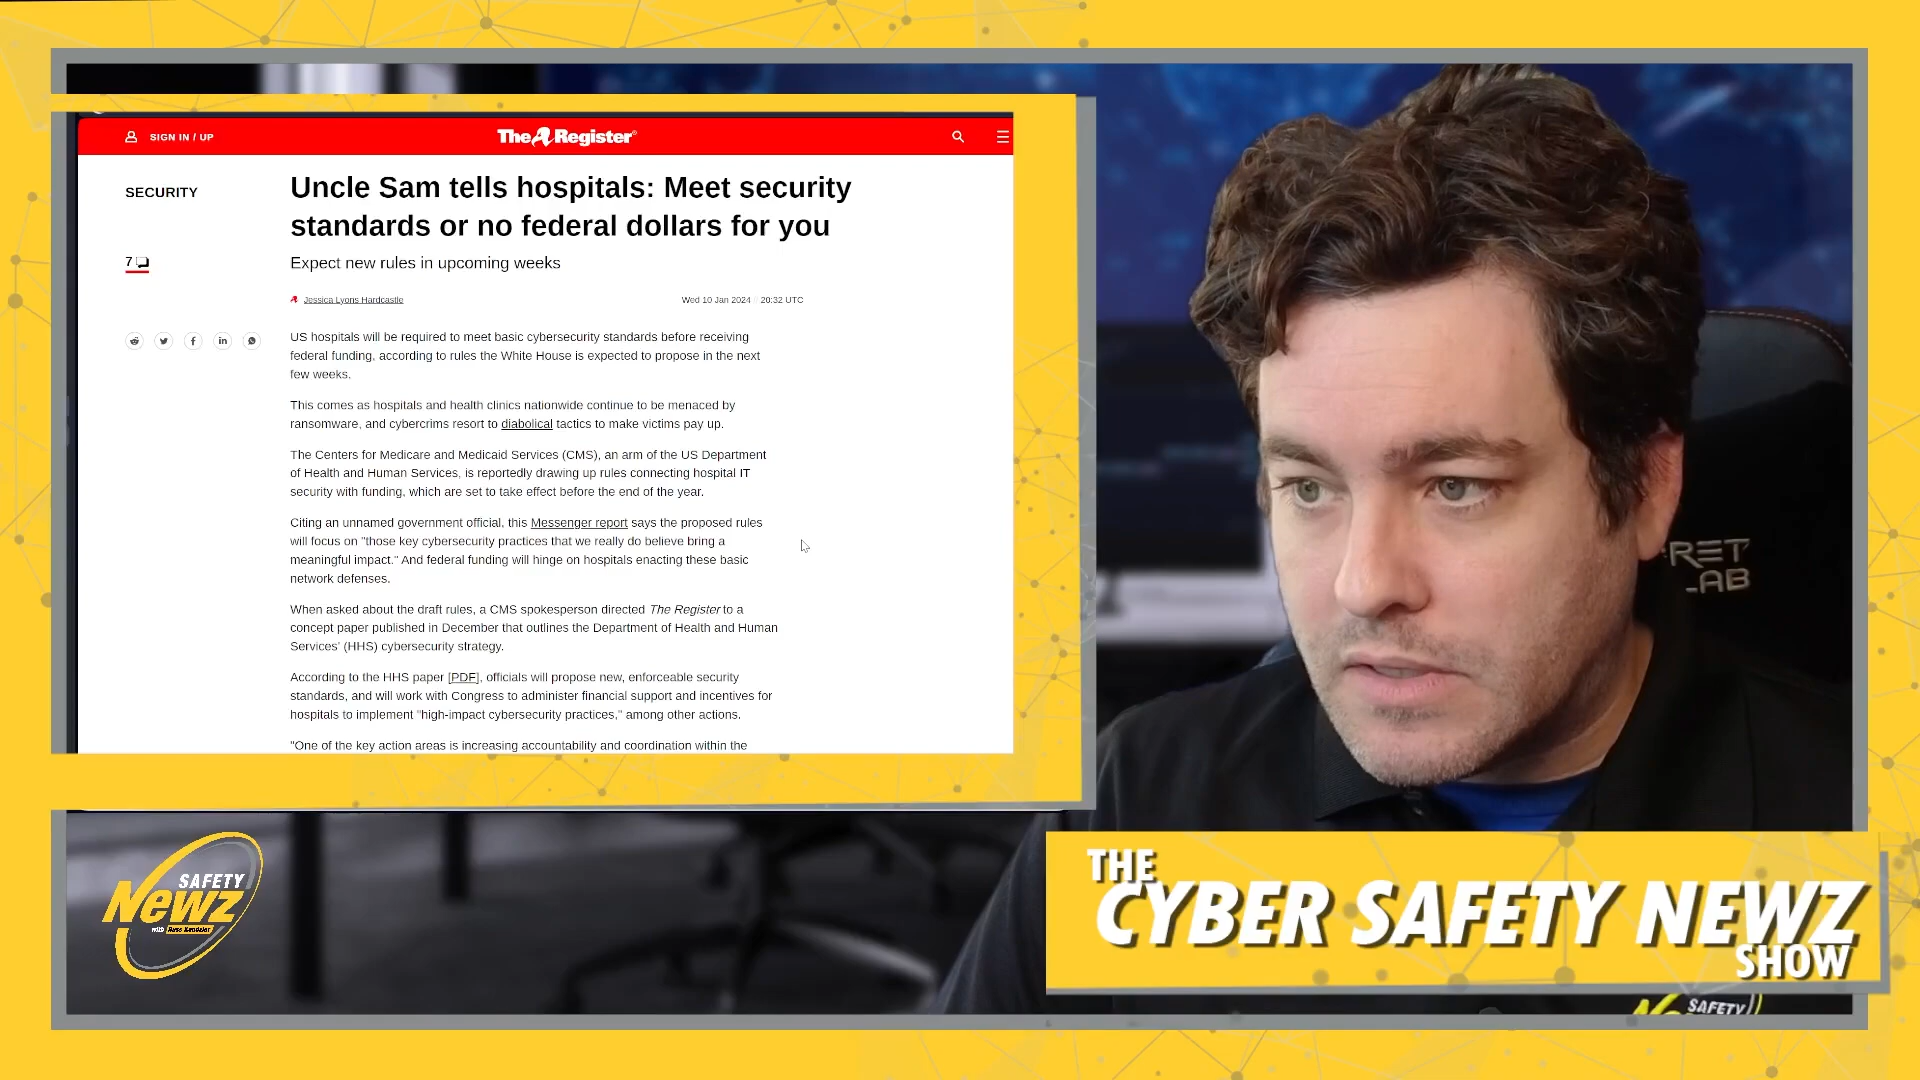 SIGN IN / UP
The Register®
SECURITY
Uncle Sam tells hospitals: Meet security
standards or no federal dollars for you
7
Expect new rules in upcoming weeks
Jessica Lyons Hardcastle
Wed 10 Jan 2024 / 20:32 UTC
US hospitals will be required to meet basic cybersecurity standards before receiving
federal funding, according to rules the White House is expected to propose in the next
few weeks.
This comes as hospitals and health clinics nationwide continue to be menaced by
ransomware, and cybercrims resort to diabolical tactics to make victims pay up.
The Centers for Medicare and Medicaid Services (CMS), an arm of the US Department
of Health and Human Services, is reportedly drawing up rules connecting hospital IT
security with funding, which are set to take effect before the end of the year.
Citing an unnamed government official, this Messenger report says the proposed rules
will focus on "those key cybersecurity practices that we really do believe bring a
meaningful impact." And federal funding will hinge on hospitals enacting these basic
network defenses.
When asked about the draft rules, a CMS spokesperson directed The Register to a
concept paper published in December that outlines the Department of Health and Human
Services' (HHS) cybersecurity strategy.
According to the HHS paper [PDF], officials will propose new, enforceable security
standards, and will work with Congress to administer financial support and incentives for
hospitals to implement "high-impact cybersecurity practices," among other actions.
"One of the key action areas is increasing accountability and coordination within the
RET
LAB
SAFETY
Newz
with
THE
CYBER SAFETY NEWZ
SHOW
SAFETY